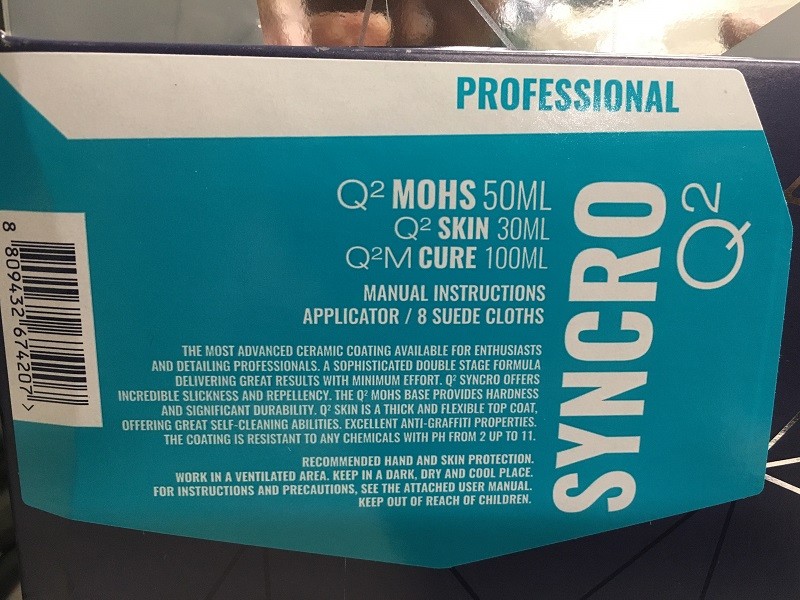 PROFESSIONAL
Q² MOHS 50ML
Q² SKIN 30ML
Q²M CURE 100ML
MANUAL INSTRUCTIONS
APPLICATOR / 8 SUEDE CLOTHS
THE MOST ADVANCED CERAMIC COATING AVAILABLE FOR ENTHUSIASTS
AND DETAILING PROFESSIONALS. A SOPHISTICATED DOUBLE STAGE FORMULA
DELIVERING GREAT RESULTS WITH MINIMUM EFFORT. Q² SYNCRO OFFERS
INCREDIBLE SLICKNESS AND REPELLENCY. THE Q² MOHS BASE PROVIDES HARDNESS
AND SIGNIFICANT DURABILITY. Q² SKIN IS A THICK AND FLEXIBLE TOP COAT,
OFFERING GREAT SELF-CLEANING ABILITIES. EXCELLENT ANTI-GRAFFITI PROPERTIES.
THE COATING IS RESISTANT TO ANY CHEMICALS WITH PH FROM 2 UP TO 11.
RECOMMENDED HAND AND SKIN PROTECTION.
WORK IN A VENTILATED AREA. KEEP IN A DARK, DRY AND COOL PLACE.
FOR INSTRUCTIONS AND PRECAUTIONS, SEE THE ATTACHED USER MANUAL.
KEEP OUT OF REACH OF CHILDREN.
SYNCRO
Q²
8 809432 674207 >